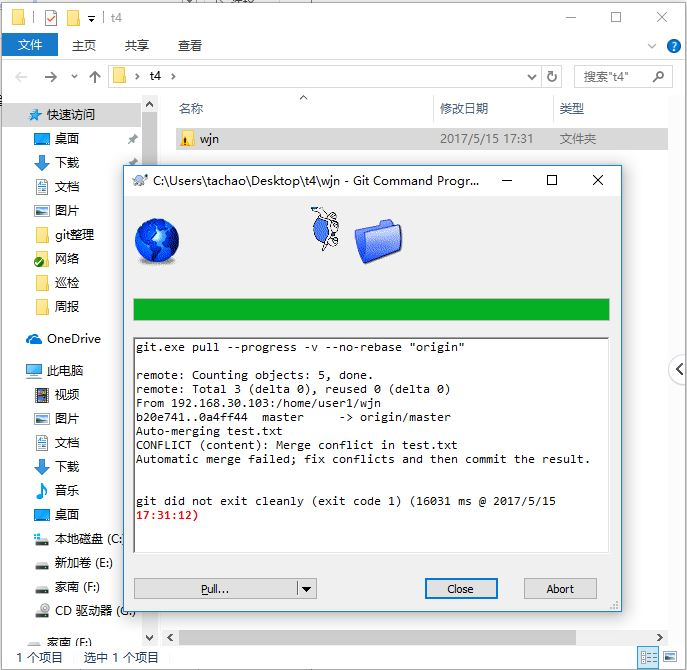 t4
文件 主页 共享 查看
t4
搜索"t4"
名称 修改日期 类型
wjn 2017/5/15 17:31 文件夹
快速访问
桌面
下载
文档
图片
git整理
网络
巡检
周报
OneDrive
此电脑
视频
图片
文档
下载
音乐
桌面
本地磁盘 (C:
新加卷 (E:)
家南 (F:)
CD 驱动器 (G:)
家南 (F:)
1 个项目 选中 1 个项目
C:\Users\tachao\Desktop\t4\wjn - Git Command Progr...
git.exe pull --progress -v --no-rebase "origin"
remote: Counting objects: 5, done.
remote: Total 3 (delta 0), reused 0 (delta 0)
From 192.168.30.103:/home/user1/wjn
b20e741..0a4ff44 master -> origin/master
Auto-merging test.txt
CONFLICT (content): Merge conflict in test.txt
Automatic merge failed; fix conflicts and then commit the result.
git did not exit cleanly (exit code 1) (16031 ms @ 2017/5/15
17:31:12)
Pull... Close Abort